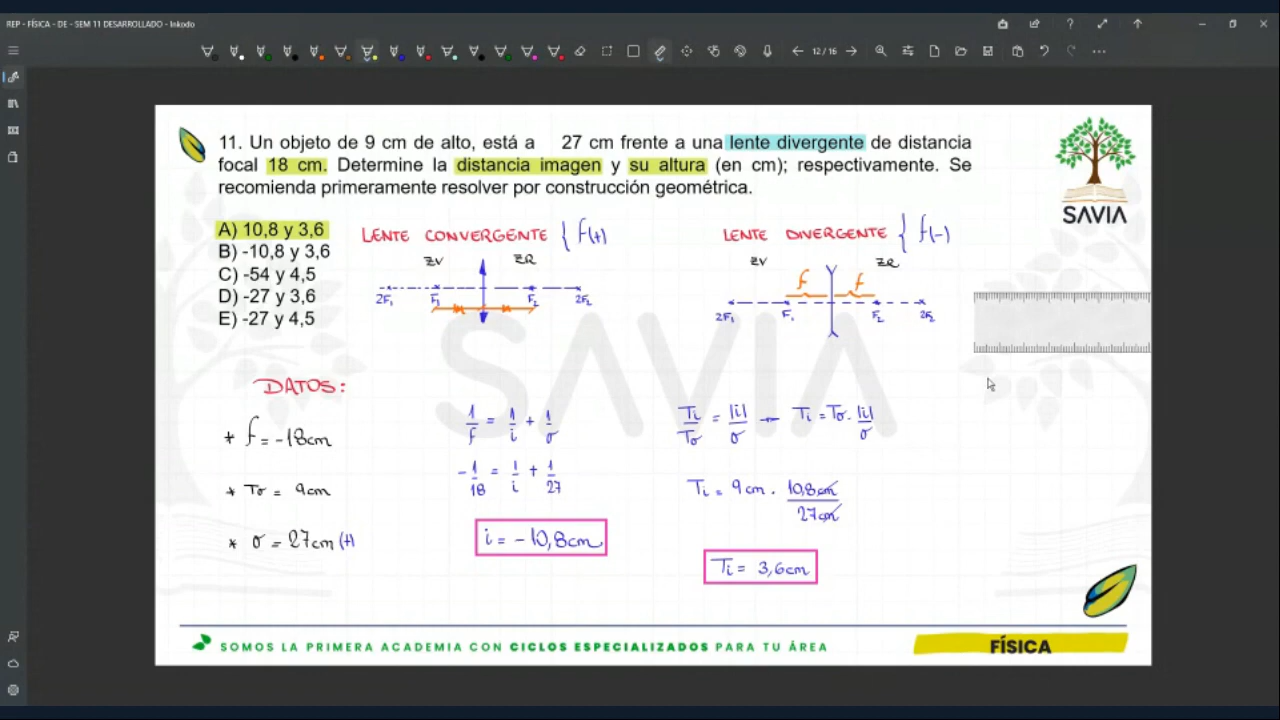 REP - FÍSICA - DE - SEM 11 DESARROLLADO - Inkodo
12/16
11. Un objeto de 9 cm de alto, está a 27 cm frente a una lente divergente de distancia
focal 18 cm. Determine la distancia imagen y su altura (en cm); respectivamente. Se
recomienda primeramente resolver por construcción geométrica.
SAVIA
A) 10,8 y 3,6
B) -10,8 y 3,6
C) -54 y 4,5
D) -27 y 3,6
E) -27 y 4,5
LENTE CONVERGENTE { f(+)
ZV ZR
2F₁ F₁ F₂ 2F₂
LENTE DIVERGENTE { f(-)
ZV ZR
f f
2F₁ F₁ F₂ 2F₂
SAVIA
DATOS:
* f = -18cm
* To = 9cm
* σ = 27cm (+)
1/f = 1/i + 1/σ
-1/18 = 1/i + 1/27
i = -10,8cm
Ti/To = |i|/σ → Ti = To · |i|/σ
Ti = 9cm · 10,8cm/27cm
Ti = 3,6cm
SOMOS LA PRIMERA ACADEMIA CON CICLOS ESPECIALIZADOS PARA TU ÁREA
FÍSICA